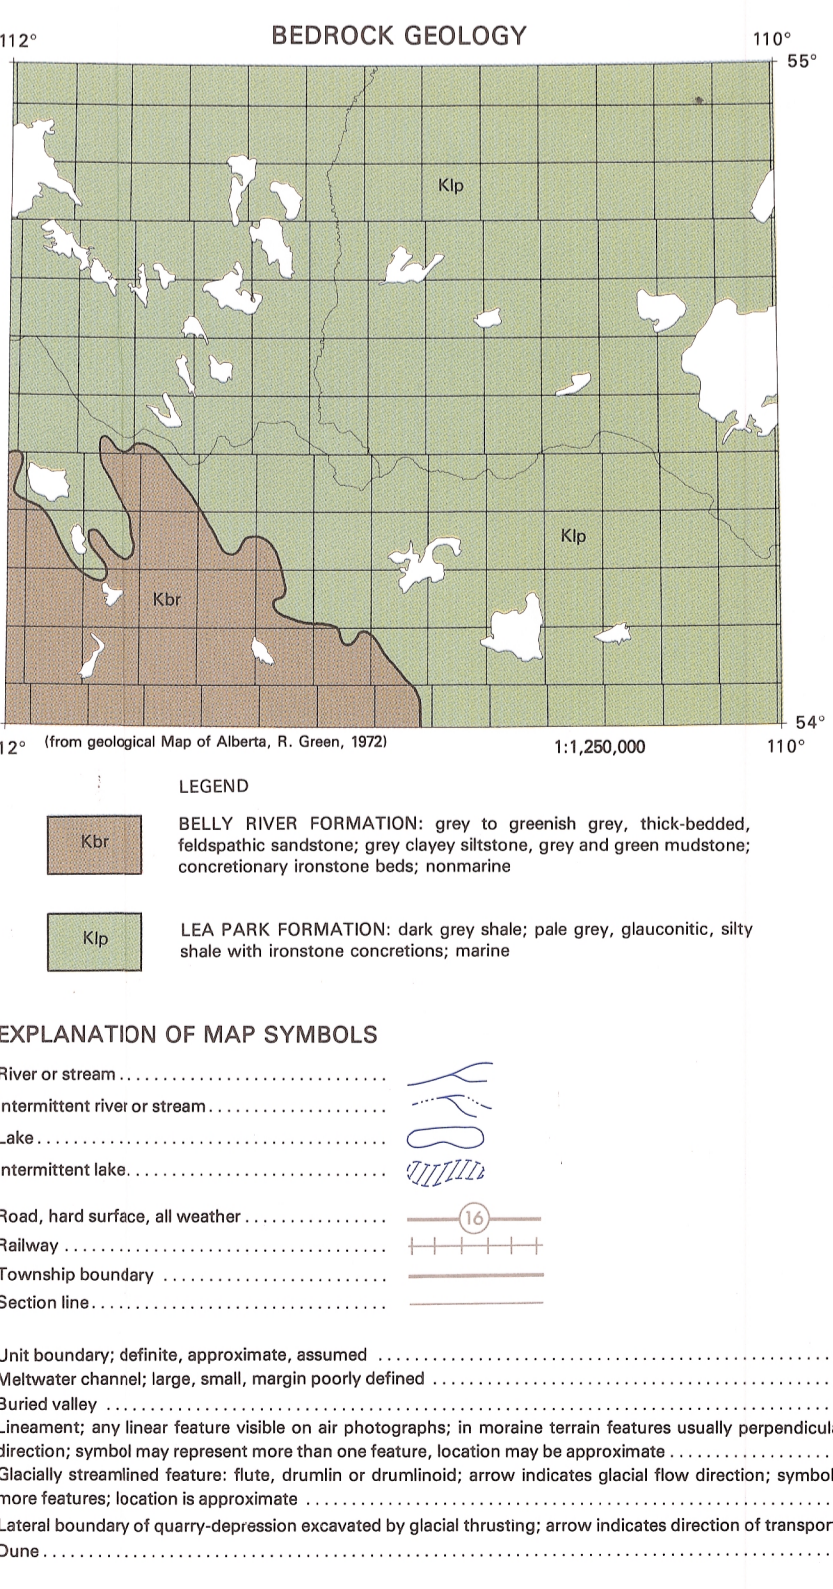 112° BEDROCK GEOLOGY 110°
55°
Klp
Klp
Kbr
54°
12° (from geological Map of Alberta, R. Green, 1972) 1:1,250,000 110°
LEGEND
Kbr
BELLY RIVER FORMATION: grey to greenish grey, thick-bedded,
feldspathic sandstone; grey clayey siltstone, grey and green mudstone;
concretionary ironstone beds; nonmarine
Klp
LEA PARK FORMATION: dark grey shale; pale grey, glauconitic, silty
shale with ironstone concretions; marine
EXPLANATION OF MAP SYMBOLS
River or stream
ntermittent river or stream
Lake
ntermittent lake
Road, hard surface, all weather 16
Railway
Township boundary
Section line
Unit boundary; definite, approximate, assumed
Meltwater channel; large, small, margin poorly defined
Buried valley
Lineament; any linear feature visible on air photographs; in moraine terrain features usually perpendicul
direction; symbol may represent more than one feature, location may be approximate
Glacially streamlined feature: flute, drumlin or drumlinoid; arrow indicates glacial flow direction; symbol
more features; location is approximate
Lateral boundary of quarry-depression excavated by glacial thrusting; arrow indicates direction of transpor
Dune